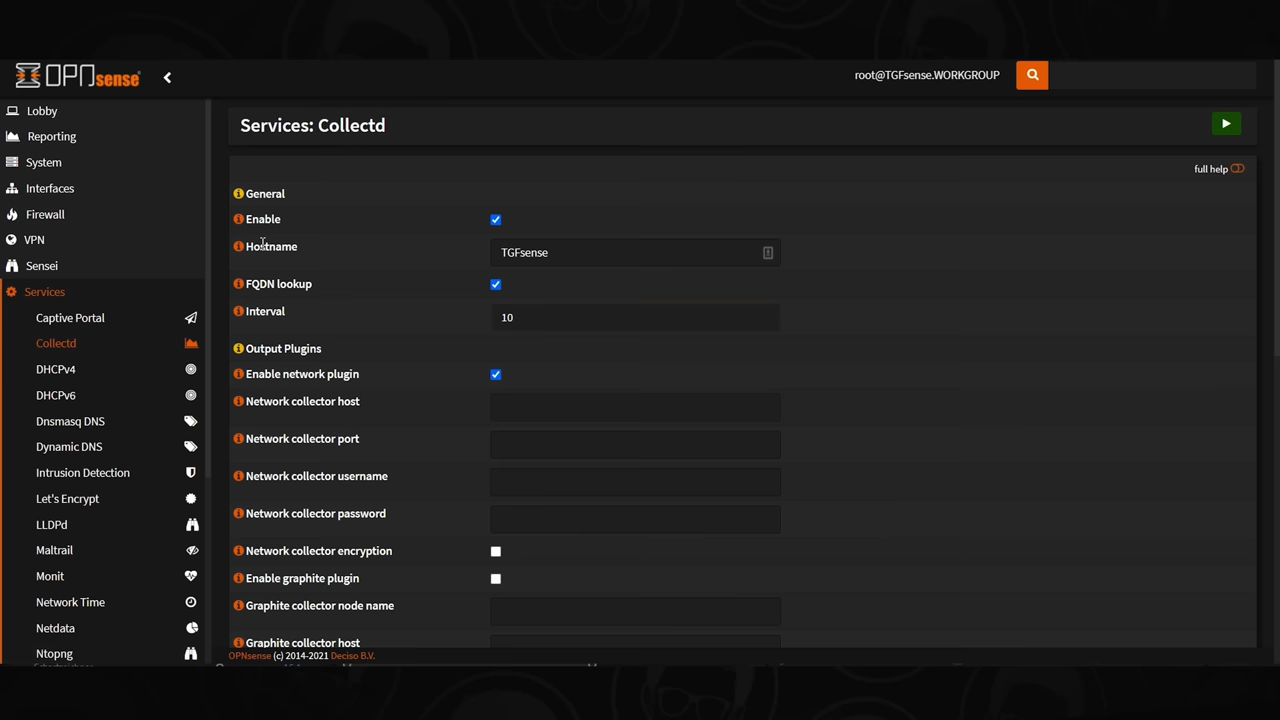 OPNsense
root@TGFsense.WORKGROUP
Lobby
Reporting
System
Interfaces
Firewall
VPN
Sensei
Services
Captive Portal
Collectd
DHCPv4
DHCPv6
Dnsmasq DNS
Dynamic DNS
Intrusion Detection
Let's Encrypt
LLDPd
Maltrail
Monit
Network Time
Netdata
Ntopng
Services: Collectd
full help
General
Enable
Hostname
TGFsense
FQDN lookup
Interval
10
Output Plugins
Enable network plugin
Network collector host
Network collector port
Network collector username
Network collector password
Network collector encryption
Enable graphite plugin
Graphite collector node name
Graphite collector host
OPNsense (c) 2014-2021 Deciso B.V.